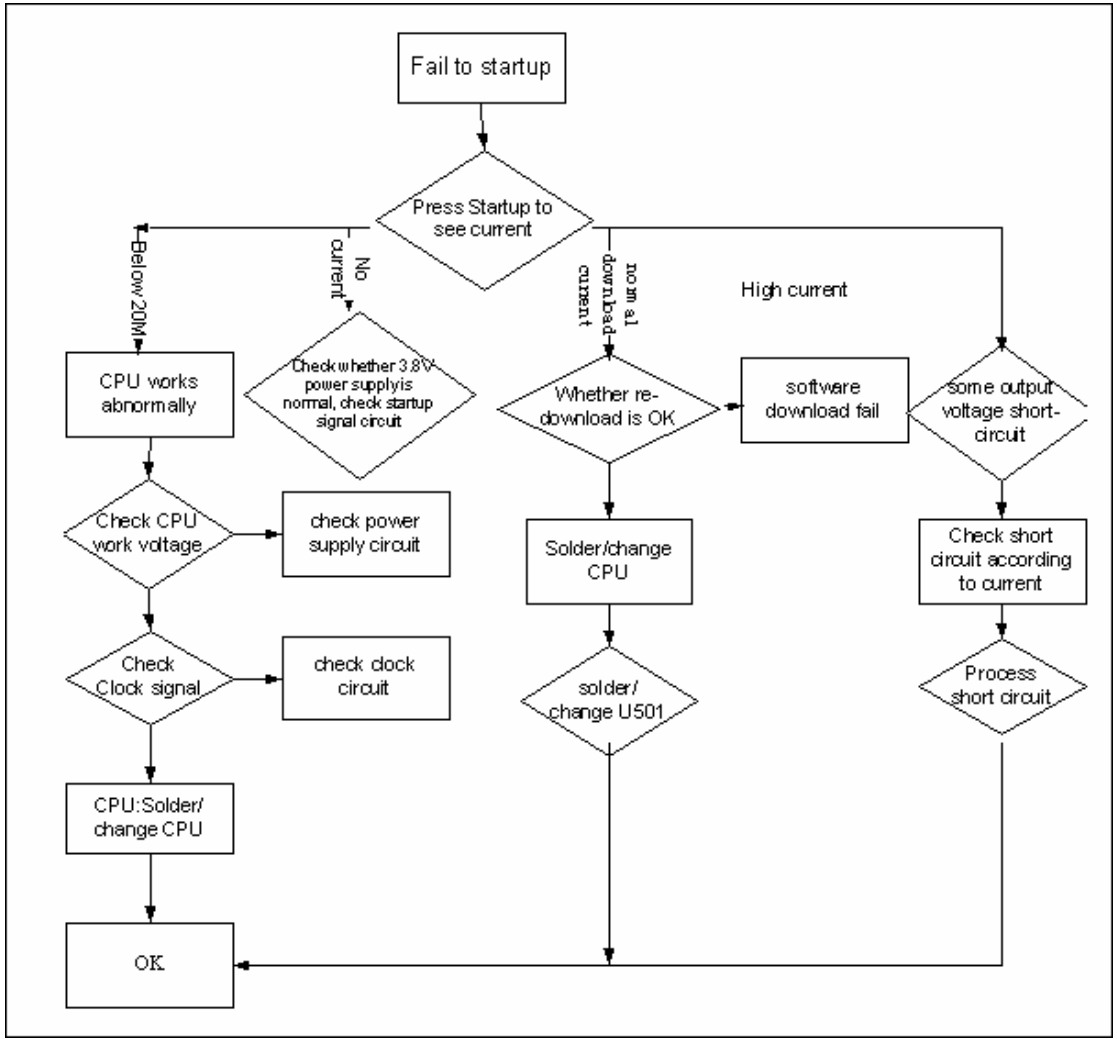 Fail to startup
Press Startup to
see current
Below 20M
No
current
normal
download
current
High current
CPU works
abnormally
Check whether 3.8V
power supply is
normal, check startup
signal circuit
Whether re-
download is OK
software
download fail
some output
voltage short-
circuit
Check CPU
work voltage
check power
supply circuit
Solder/change
CPU
Check short
circuit according
to current
Check
Clock signal
check clock
circuit
solder/
change U501
Process
short circuit
CPU:Solder/
change CPU
OK